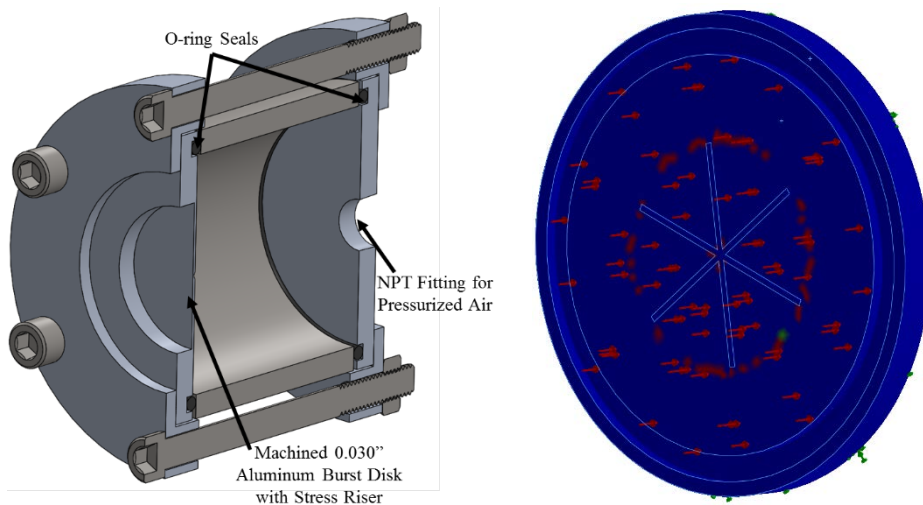 O-ring Seals
NPT Fitting for
Pressurized Air
Machined 0.030”
Aluminum Burst Disk
with Stress Riser